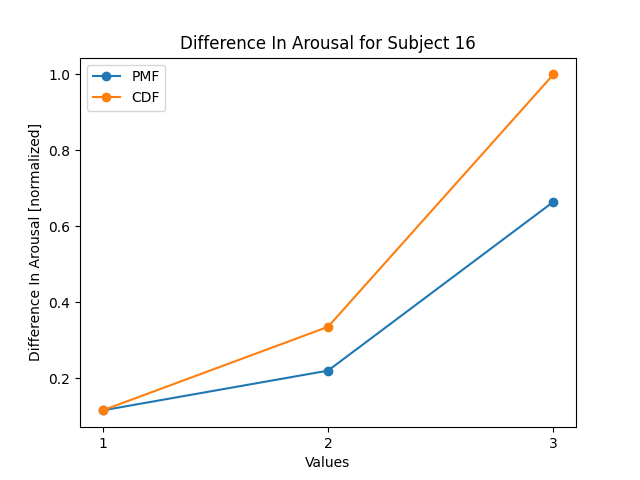 Difference In Arousal for Subject 16
PMF
CDF
1.0
0.8
0.6
0.4
0.2
Difference In Arousal [normalized]
1 2 3
Values